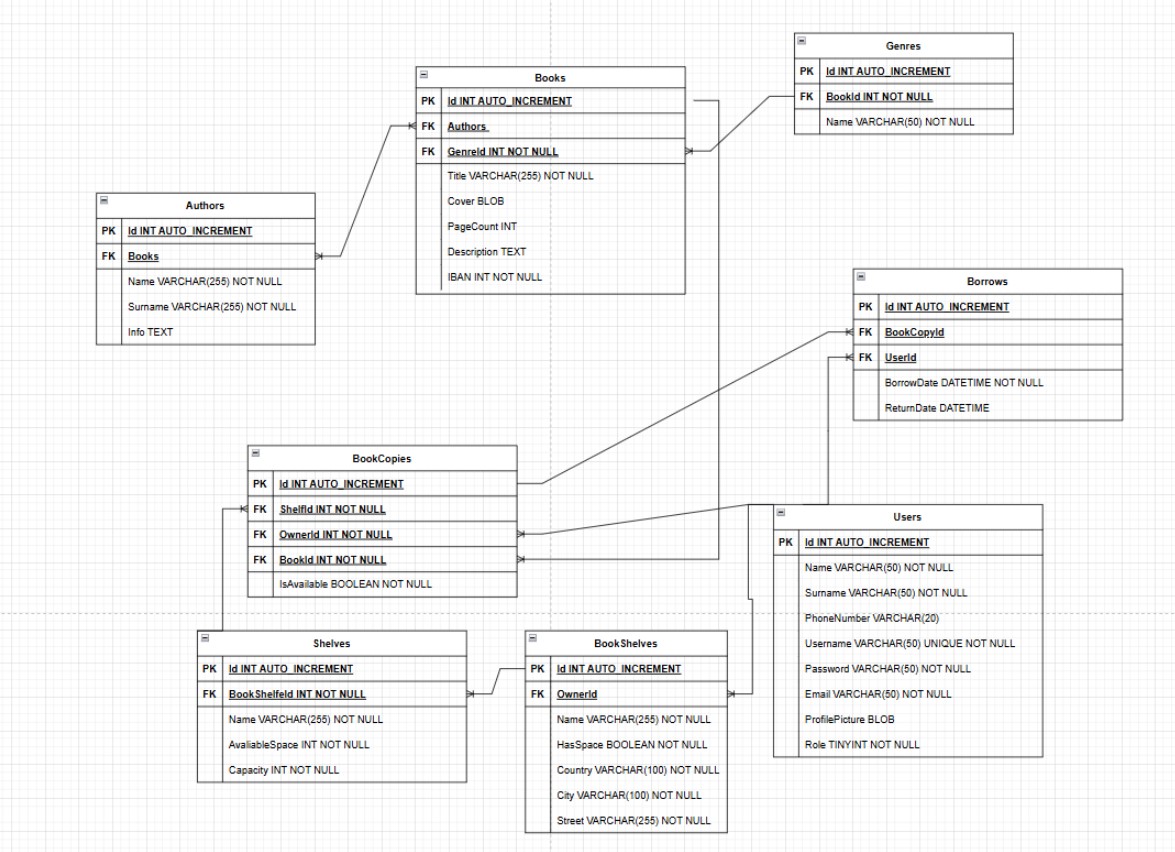 Genres
PK Id INT AUTO_INCREMENT
FK BookId INT NOT NULL
Name VARCHAR(50) NOT NULL
Books
PK Id INT AUTO_INCREMENT
FK Authors
FK GenreId INT NOT NULL
Title VARCHAR(255) NOT NULL
Cover BLOB
PageCount INT
Description TEXT
IBAN INT NOT NULL
Authors
PK Id INT AUTO_INCREMENT
FK Books
Name VARCHAR(255) NOT NULL
Surname VARCHAR(255) NOT NULL
Info TEXT
Borrows
PK Id INT AUTO_INCREMENT
FK BookCopyId
FK UserId
BorrowDate DATETIME NOT NULL
ReturnDate DATETIME
BookCopies
PK Id INT AUTO_INCREMENT
FK ShelfId INT NOT NULL
FK OwnerId INT NOT NULL
FK BookId INT NOT NULL
IsAvailable BOOLEAN NOT NULL
Users
PK Id INT AUTO_INCREMENT
Name VARCHAR(50) NOT NULL
Surname VARCHAR(50) NOT NULL
PhoneNumber VARCHAR(20)
Username VARCHAR(50) UNIQUE NOT NULL
Password VARCHAR(50) NOT NULL
Email VARCHAR(50) NOT NULL
ProfilePicture BLOB
Role TINYINT NOT NULL
Shelves
PK Id INT AUTO_INCREMENT
FK BookShelfeId INT NOT NULL
Name VARCHAR(255) NOT NULL
AvaliableSpace INT NOT NULL
Capacity INT NOT NULL
BookShelves
PK Id INT AUTO_INCREMENT
FK OwnerId
Name VARCHAR(255) NOT NULL
HasSpace BOOLEAN NOT NULL
Country VARCHAR(100) NOT NULL
City VARCHAR(100) NOT NULL
Street VARCHAR(255) NOT NULL